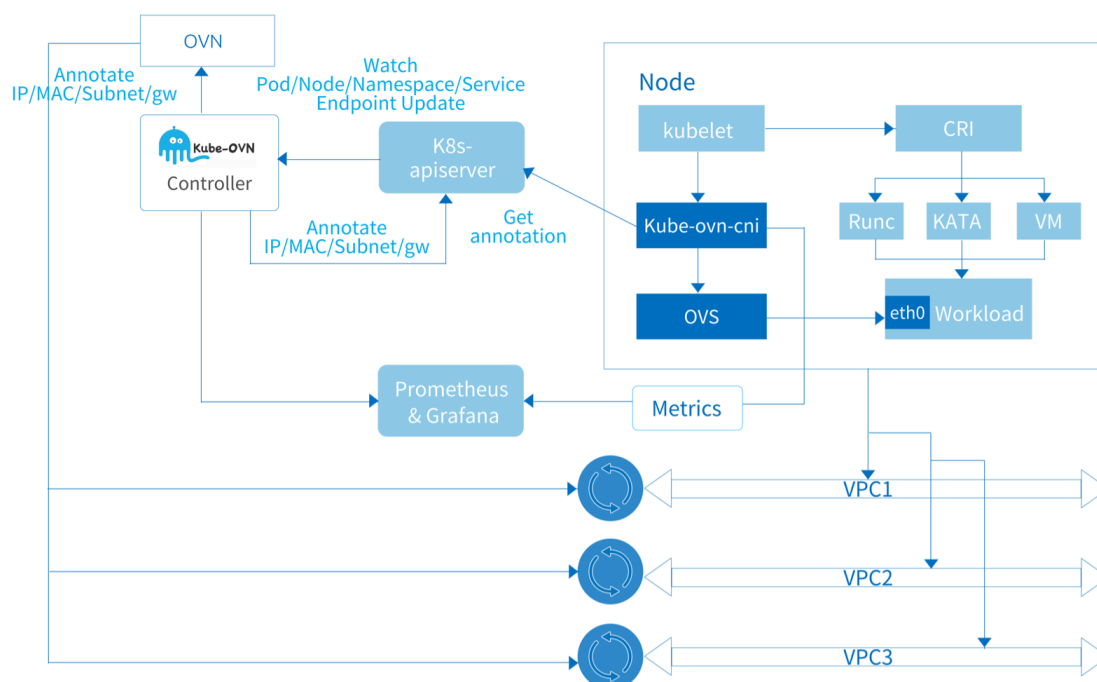 OVN
Annotate
IP/MAC/Subnet/gw
Watch
Pod/Node/Namespace/Service
Endpoint Update
Kube-OVN
Controller
K8s-
apiserver
Annotate
IP/MAC/Subnet/gw
Get
annotation
Node
kubelet
CRI
Kube-ovn-cni
Runc
KATA
VM
OVS
eth0
Workload
Prometheus
& Grafana
Metrics
VPC1
VPC2
VPC3